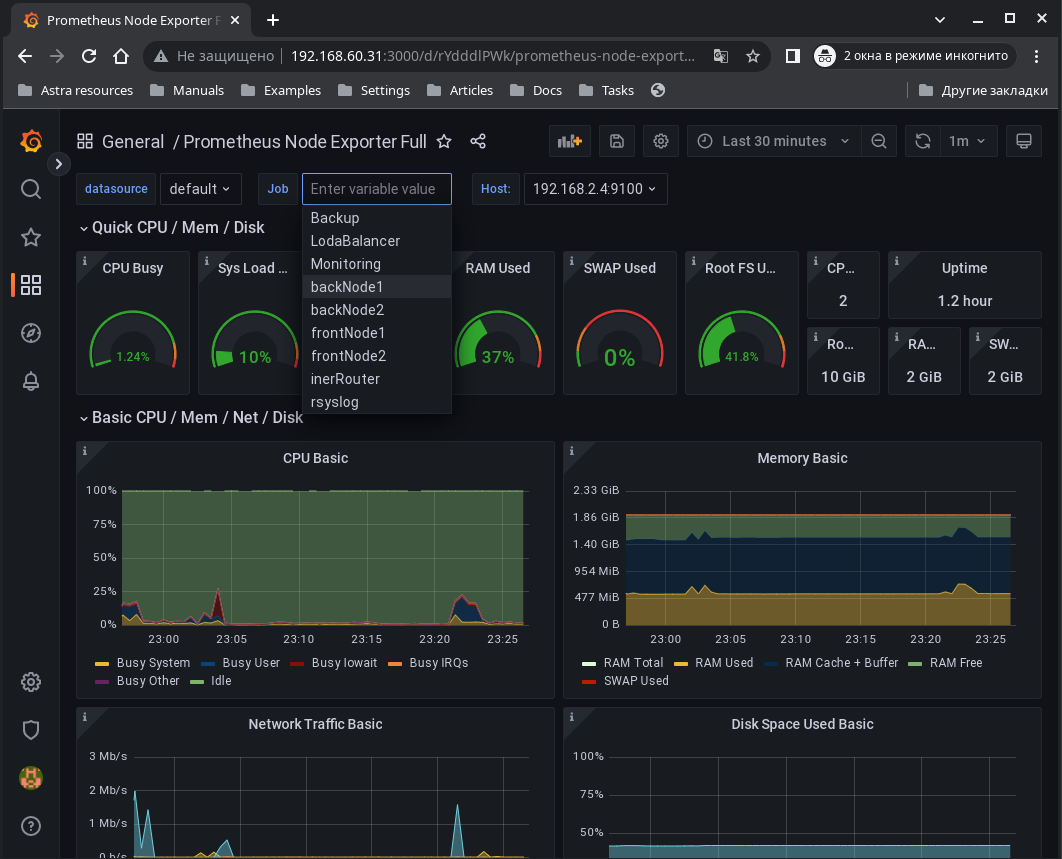 Prometheus Node Exporter F
Не защищено 192.168.60.31:3000/d/rYdddlPWk/prometheus-node-export... 2 окна в режиме инкогнито
Astra resources Manuals Examples Settings Articles Docs Tasks Другие закладки
General / Prometheus Node Exporter Full Last 30 minutes 1m
datasource default Job Enter variable value Host: 192.168.2.4:9100
Backup
LodaBalancer
Monitoring
backNode1
backNode2
frontNode1
frontNode2
inerRouter
rsyslog
Quick CPU / Mem / Disk
CPU Busy Sys Load ... RAM Used SWAP Used Root FS U... CP... Uptime
2 1.2 hour
1.24% 10% 37% 0% 41.8%
Ro... RA... SW...
10 GiB 2 GiB 2 GiB
Basic CPU / Mem / Net / Disk
CPU Basic
100%
75%
50%
25%
0%
23:00 23:05 23:10 23:15 23:20 23:25
Busy System Busy User Busy Iowait Busy IRQs
Busy Other Idle
Memory Basic
2.33 GiB
1.86 GiB
1.40 GiB
954 MiB
477 MiB
0 B
23:00 23:05 23:10 23:15 23:20 23:25
RAM Total RAM Used RAM Cache + Buffer RAM Free
SWAP Used
Network Traffic Basic
3 Mb/s
2 Mb/s
1 Mb/s
0 b/s
Disk Space Used Basic
100%
75%
50%